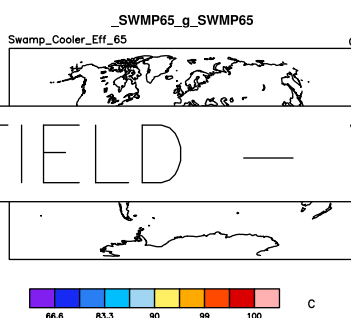 _SWMP65_g_SWMP65
Swamp_Cooler_Eff_65
IELD —
66.6 83.3 90 99 100
C